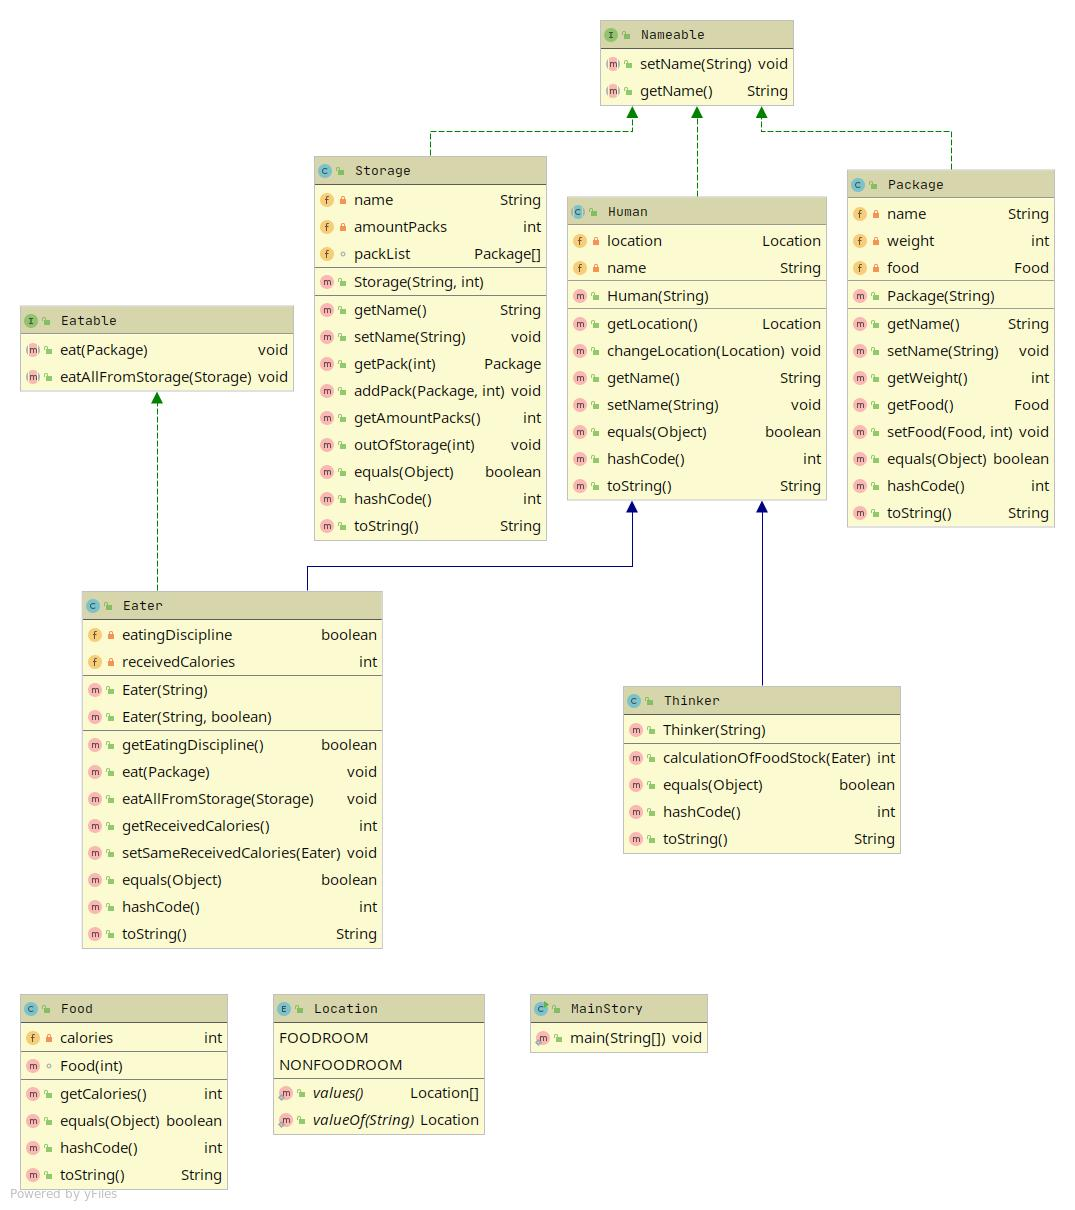 Nameable
setName(String) void
getName() String
Storage
name String
amountPacks int
packList Package[]
Storage(String, int)
getName() String
setName(String) void
getPack(int) Package
addPack(Package, int) void
getAmountPacks() int
outOfStorage(int) void
equals(Object) boolean
hashCode() int
toString() String
Human
location Location
name String
Human(String)
getLocation() Location
changeLocation(Location) void
getName() String
setName(String) void
equals(Object) boolean
hashCode() int
toString() String
Package
name String
weight int
food Food
Package(String)
getName() String
setName(String) void
getWeight() int
getFood() Food
setFood(Food, int) void
equals(Object) boolean
hashCode() int
toString() String
Eatable
eat(Package) void
eatAllFromStorage(Storage) void
Eater
eatingDiscipline boolean
receivedCalories int
Eater(String)
Eater(String, boolean)
getEatingDiscipline() boolean
eat(Package) void
eatAllFromStorage(Storage) void
getReceivedCalories() int
setSameReceivedCalories(Eater) void
equals(Object) boolean
hashCode() int
toString() String
Thinker
Thinker(String)
calculationOfFoodStock(Eater) int
equals(Object) boolean
hashCode() int
toString() String
Food
calories int
Food(int)
getCalories() int
equals(Object) boolean
hashCode() int
toString() String
Location
FOODROOM
NONFOODROOM
values() Location[]
valueOf(String) Location
MainStory
main(String[]) void
Powered by yFiles